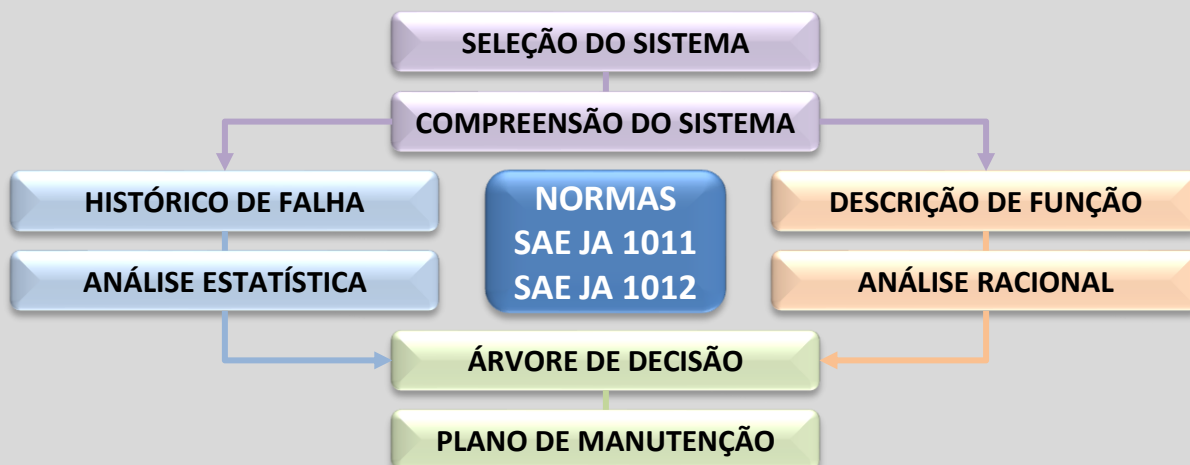 SELEÇÃO DO SISTEMA
COMPREENSÃO DO SISTEMA
HISTÓRICO DE FALHA
NORMAS
SAE JA 1011
SAE JA 1012
DESCRIÇÃO DE FUNÇÃO
ANÁLISE ESTATÍSTICA
ANÁLISE RACIONAL
ÁRVORE DE DECISÃO
PLANO DE MANUTENÇÃO